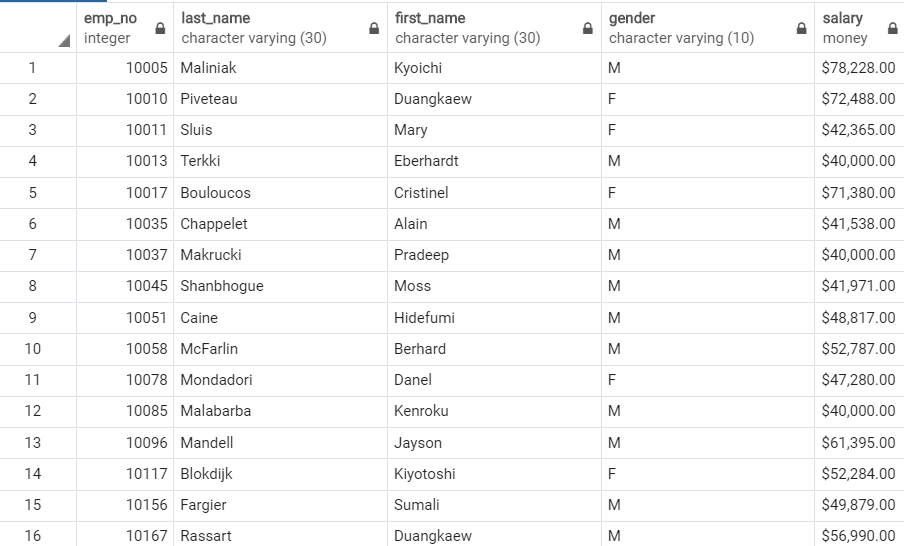 emp_no last_name first_name gender salary
integer character varying (30) character varying (30) character varying (10) money
1 10005 Maliniak Kyoichi M $78,228.00
2 10010 Piveteau Duangkaew F $72,488.00
3 10011 Sluis Mary F $42,365.00
4 10013 Terkki Eberhardt M $40,000.00
5 10017 Bouloucos Cristinel F $71,380.00
6 10035 Chappelet Alain M $41,538.00
7 10037 Makrucki Pradeep M $40,000.00
8 10045 Shanbhogue Moss M $41,971.00
9 10051 Caine Hidefumi M $48,817.00
10 10058 McFarlin Berhard M $52,787.00
11 10078 Mondadori Danel F $47,280.00
12 10085 Malabarba Kenroku M $40,000.00
13 10096 Mandell Jayson M $61,395.00
14 10117 Blokdijk Kiyotoshi F $52,284.00
15 10156 Fargier Sumali M $49,879.00
16 10167 Rassart Duangkaew M $56,990.00